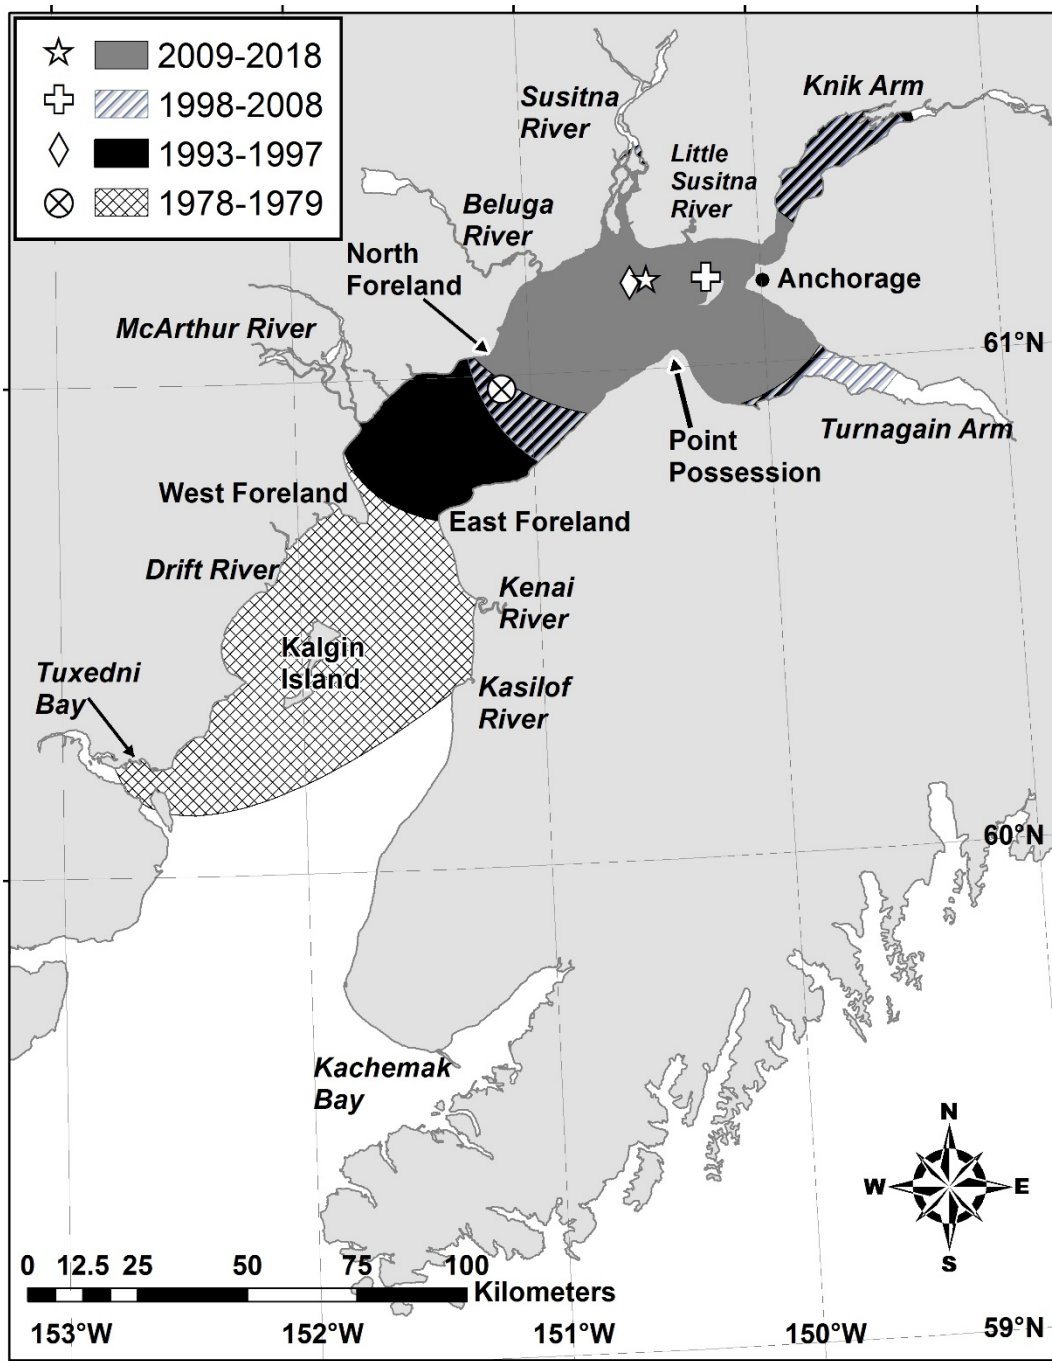 2009-2018
1998-2008
1993-1997
1978-1979
Knik Arm
Susitna
River
Little
Susitna
River
Beluga
River
North
Foreland
Anchorage
McArthur River
61°N
Turnagain Arm
Point
Possession
West Foreland
East Foreland
Drift River
Kenai
River
Kalgin
Island
Tuxedni
Bay
Kasilof
River
60°N
Kachemak
Bay
N
W
E
S
0 12.5 25 50 75 100
Kilometers
153°W 152°W 151°W 150°W
59°N